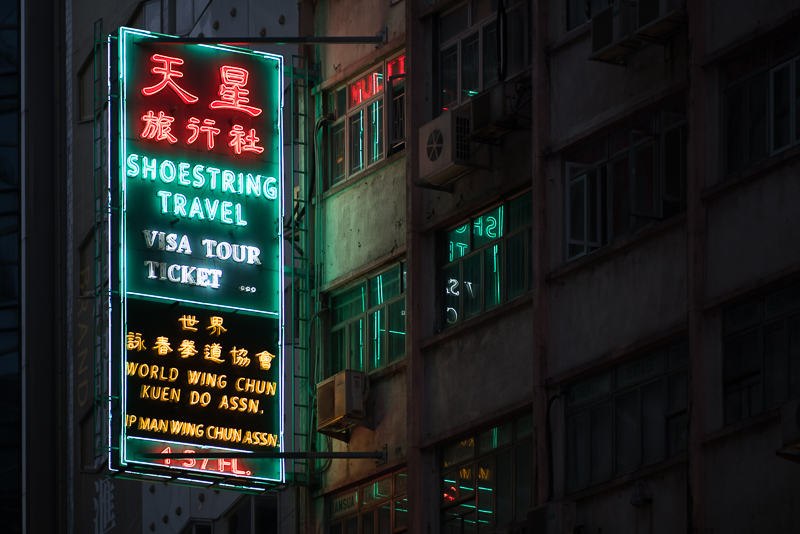 天星
旅行社
SHOESTRING
TRAVEL
VISA TOUR
TICKET ...
世界
詠春拳道協會
WORLD WING CHUN
KUEN DO ASSN.
IP MAN WING CHUN ASSN.